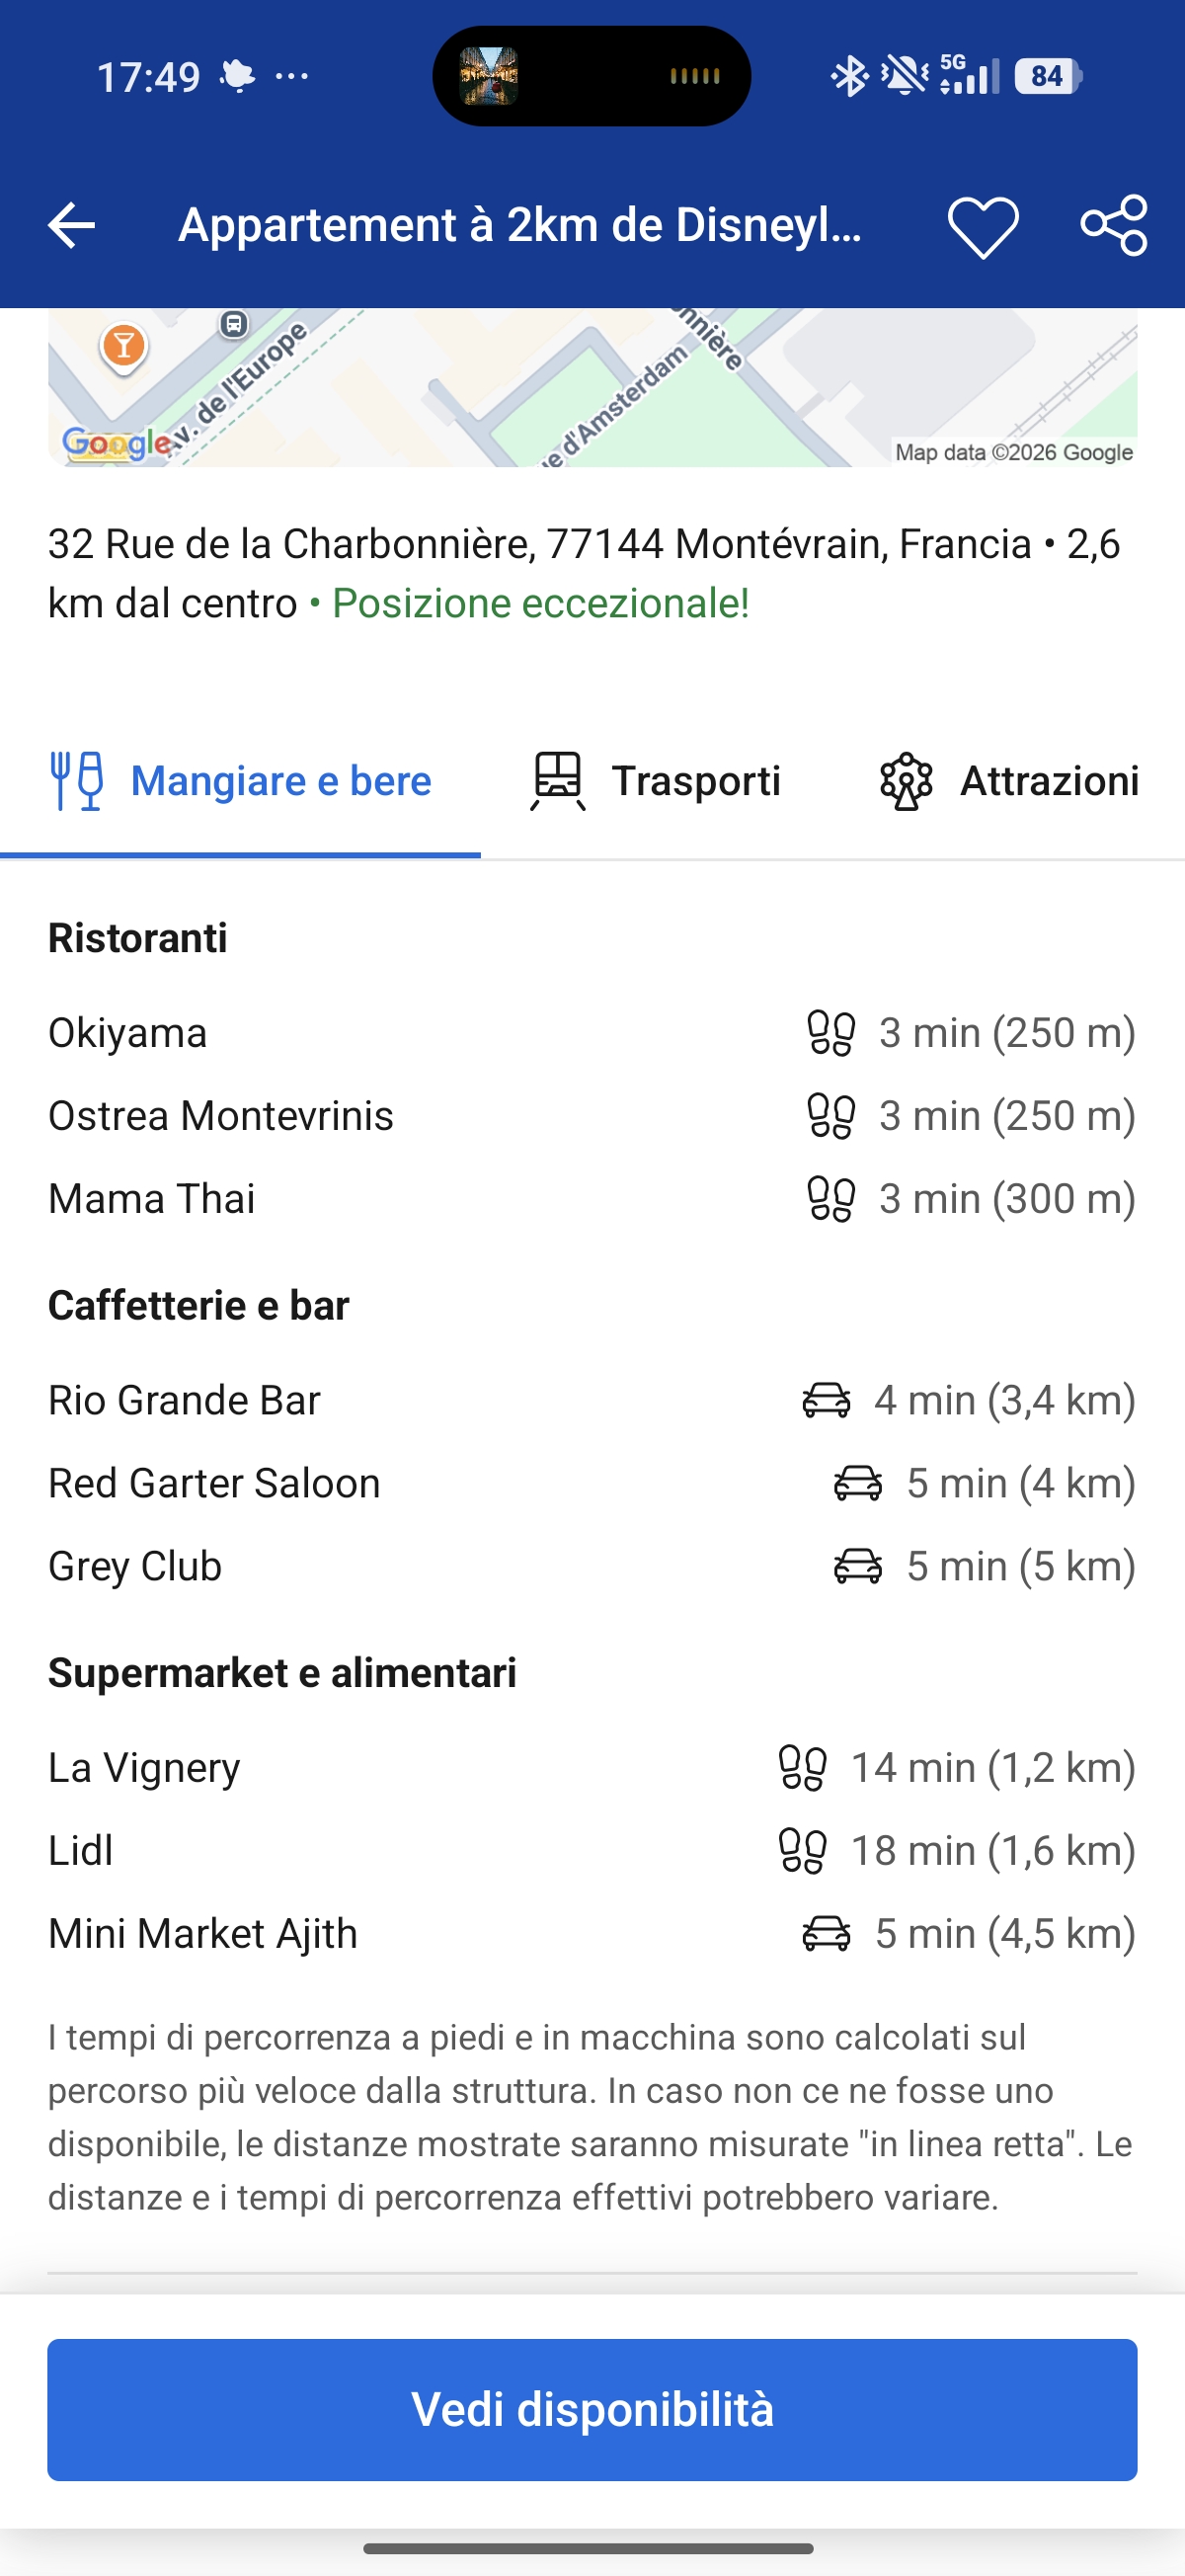 17:49
5G
84
Appartement à 2km de Disneyl...
v. de l'Europe
nnière
e d'Amsterdam
Google
Map data ©2026 Google
32 Rue de la Charbonnière, 77144 Montévrain, Francia • 2,6
km dal centro • Posizione eccezionale!
Mangiare e bere
Trasporti
Attrazioni
Ristoranti
Okiyama 3 min (250 m)
Ostrea Montevrinis 3 min (250 m)
Mama Thai 3 min (300 m)
Caffetterie e bar
Rio Grande Bar 4 min (3,4 km)
Red Garter Saloon 5 min (4 km)
Grey Club 5 min (5 km)
Supermarket e alimentari
La Vignery 14 min (1,2 km)
Lidl 18 min (1,6 km)
Mini Market Ajith 5 min (4,5 km)
I tempi di percorrenza a piedi e in macchina sono calcolati sul
percorso più veloce dalla struttura. In caso non ce ne fosse uno
disponibile, le distanze mostrate saranno misurate "in linea retta". Le
distanze e i tempi di percorrenza effettivi potrebbero variare.
Vedi disponibilità